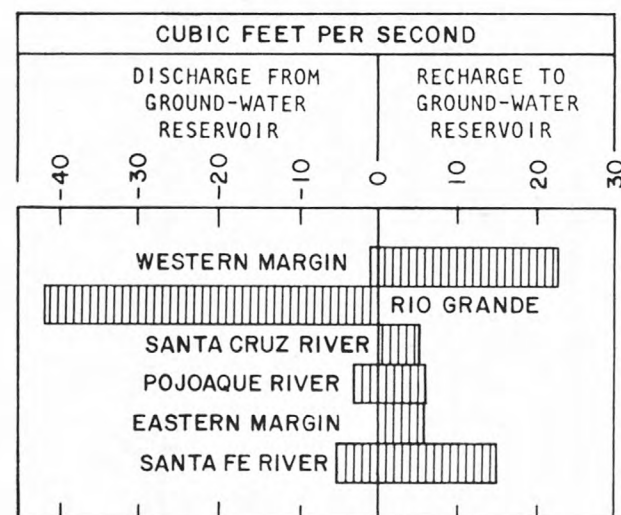 CUBIC FEET PER SECOND
DISCHARGE FROM
GROUND-WATER
RESERVOIR
RECHARGE TO
GROUND-WATER
RESERVOIR
-40 -30 -20 -10 0 10 20 30
WESTERN MARGIN
RIO GRANDE
SANTA CRUZ RIVER
POJOAQUE RIVER
EASTERN MARGIN
SANTA FE RIVER